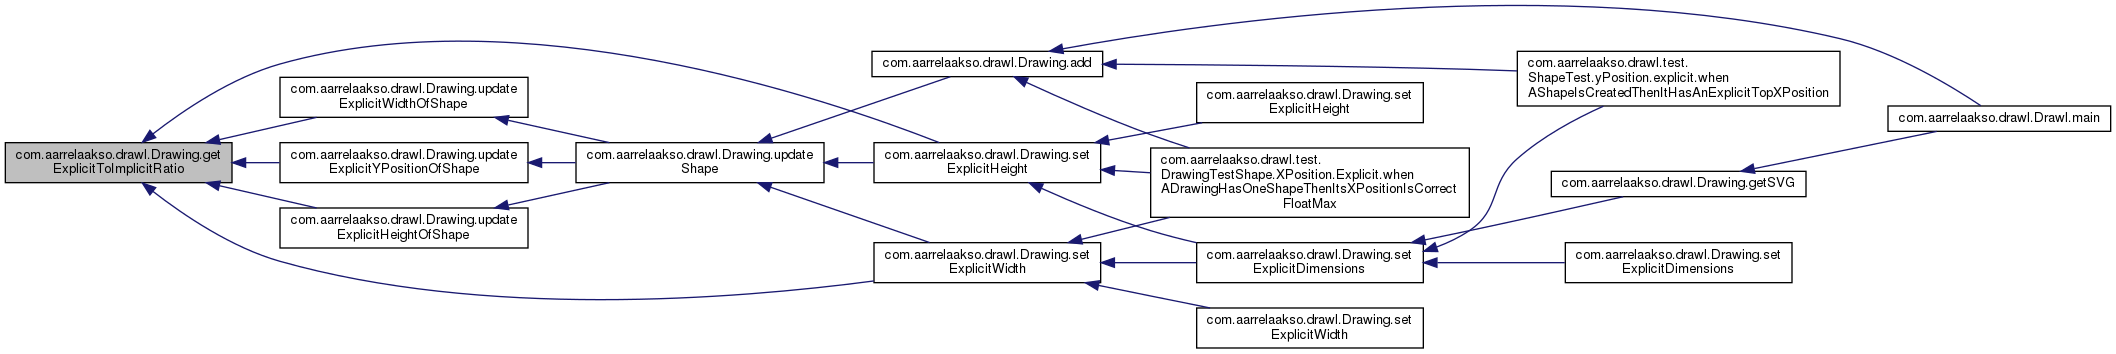 com.aarrelaakso.drawl.Drawing.get
ExplicitToImplicitRatio
com.aarrelaakso.drawl.Drawing.update
ExplicitWidthOfShape
com.aarrelaakso.drawl.Drawing.update
ExplicitYPositionOfShape
com.aarrelaakso.drawl.Drawing.update
ExplicitHeightOfShape
com.aarrelaakso.drawl.Drawing.update
Shape
com.aarrelaakso.drawl.Drawing.add
com.aarrelaakso.drawl.Drawing.set
ExplicitHeight
com.aarrelaakso.drawl.Drawing.set
ExplicitWidth
com.aarrelaakso.drawl.Drawing.set
ExplicitHeight
com.aarrelaakso.drawl.test.
DrawingTestShape.XPosition.Explicit.when
ADrawingHasOneShapeThenItsXPositionIsCorrect
FloatMax
com.aarrelaakso.drawl.Drawing.set
ExplicitDimensions
com.aarrelaakso.drawl.Drawing.set
ExplicitWidth
com.aarrelaakso.drawl.test.
ShapeTest.yPosition.explicit.when
AShapeIsCreatedThenItHasAnExplicitTopXPosition
com.aarrelaakso.drawl.Drawing.getSVG
com.aarrelaakso.drawl.Drawing.set
ExplicitDimensions
com.aarrelaakso.drawl.Drawl.main